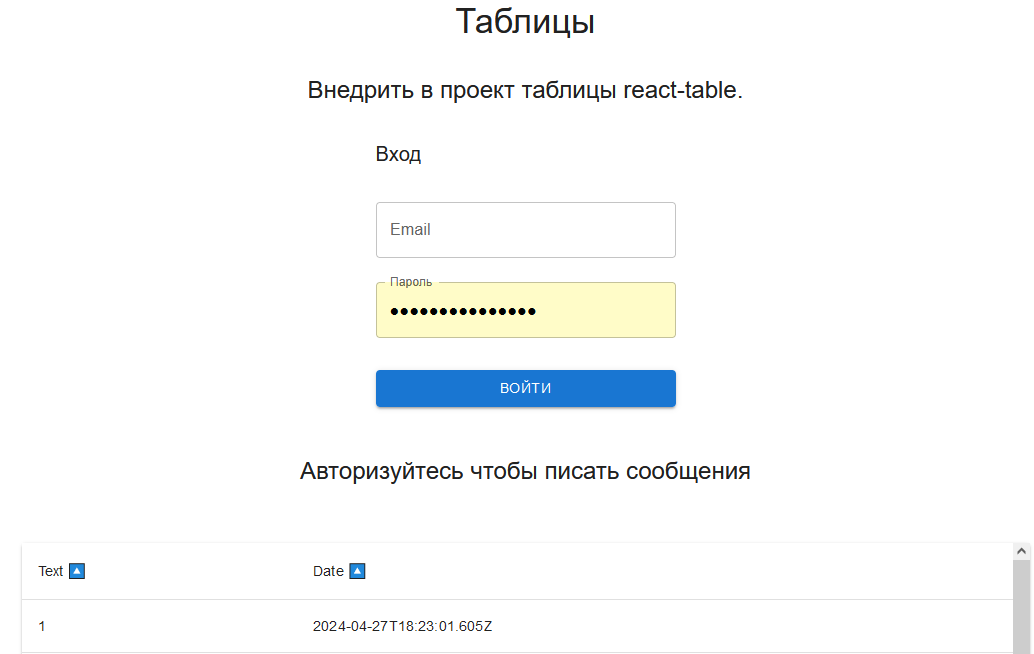 Таблицы
Внедрить в проект таблицы react-table.
Вход
Email
Пароль
●●●●●●●●●●●●●●●
ВОЙТИ
Авторизуйтесь чтобы писать сообщения
Text 🔼 Date 🔼
1 2024-04-27T18:23:01.605Z